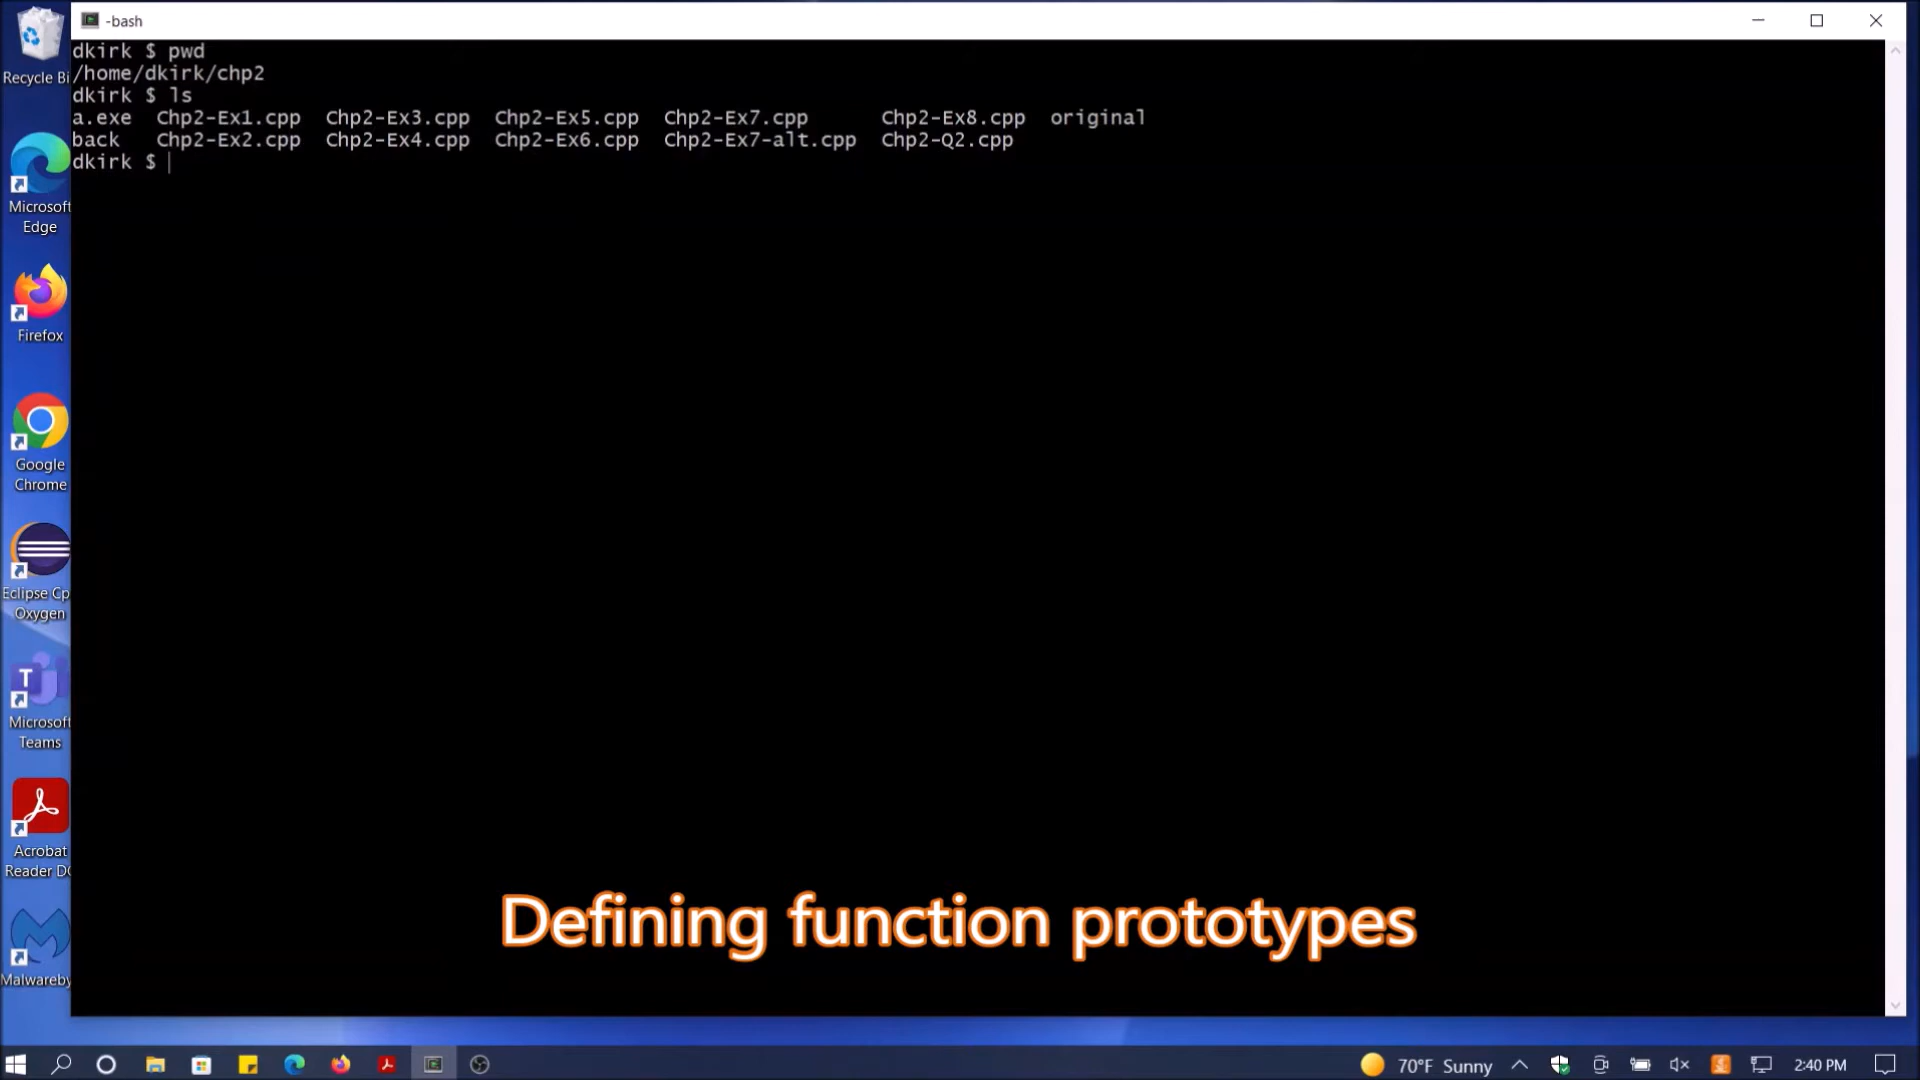 -bash
dkirk $ pwd
/home/dkirk/chp2
dkirk $ ls
a.exe Chp2-Ex1.cpp Chp2-Ex3.cpp Chp2-Ex5.cpp Chp2-Ex7.cpp Chp2-Ex8.cpp original
back Chp2-Ex2.cpp Chp2-Ex4.cpp Chp2-Ex6.cpp Chp2-Ex7-alt.cpp Chp2-Q2.cpp
dkirk $
Recycle Bi
Microsoft
Edge
Firefox
Google
Chrome
Eclipse Cp
Oxygen
T
Microsoft
Teams
Acrobat
Reader DC
Malwareby
Defining function prototypes
70°F Sunny
2:40 PM